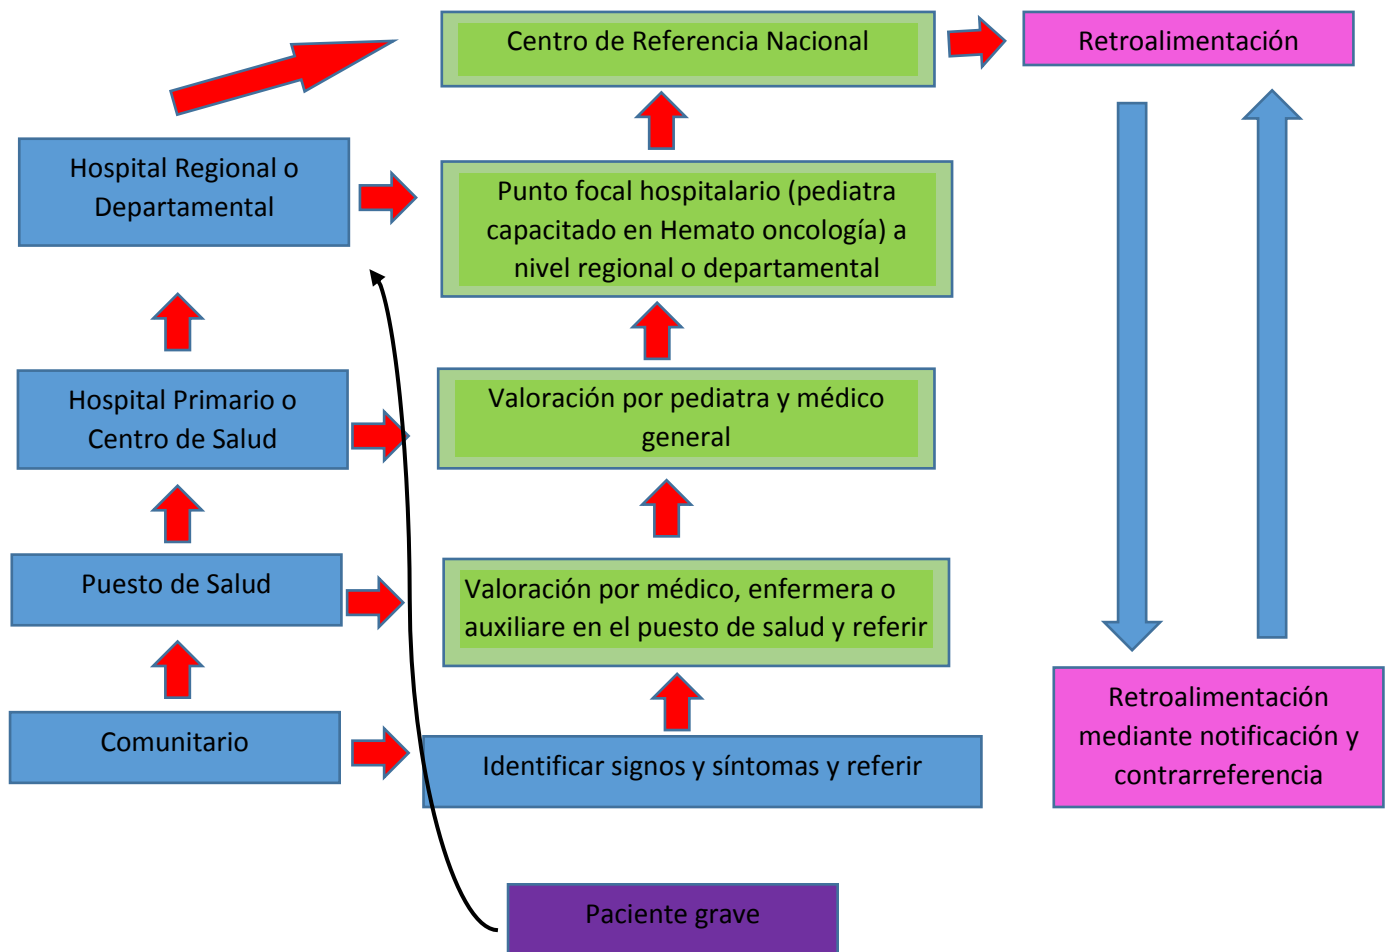 Centro de Referencia Nacional
Retroalimentación
Hospital Regional o
Departamental
Punto focal hospitalario (pediatra
capacitado en Hemato oncología) a
nivel regional o departamental
Hospital Primario o
Centro de Salud
Valoración por pediatra y médico
general
Puesto de Salud
Valoración por médico, enfermera o
auxiliare en el puesto de salud y referir
Comunitario
Identificar signos y síntomas y referir
Retroalimentación
mediante notificación y
contrarreferencia
Paciente grave